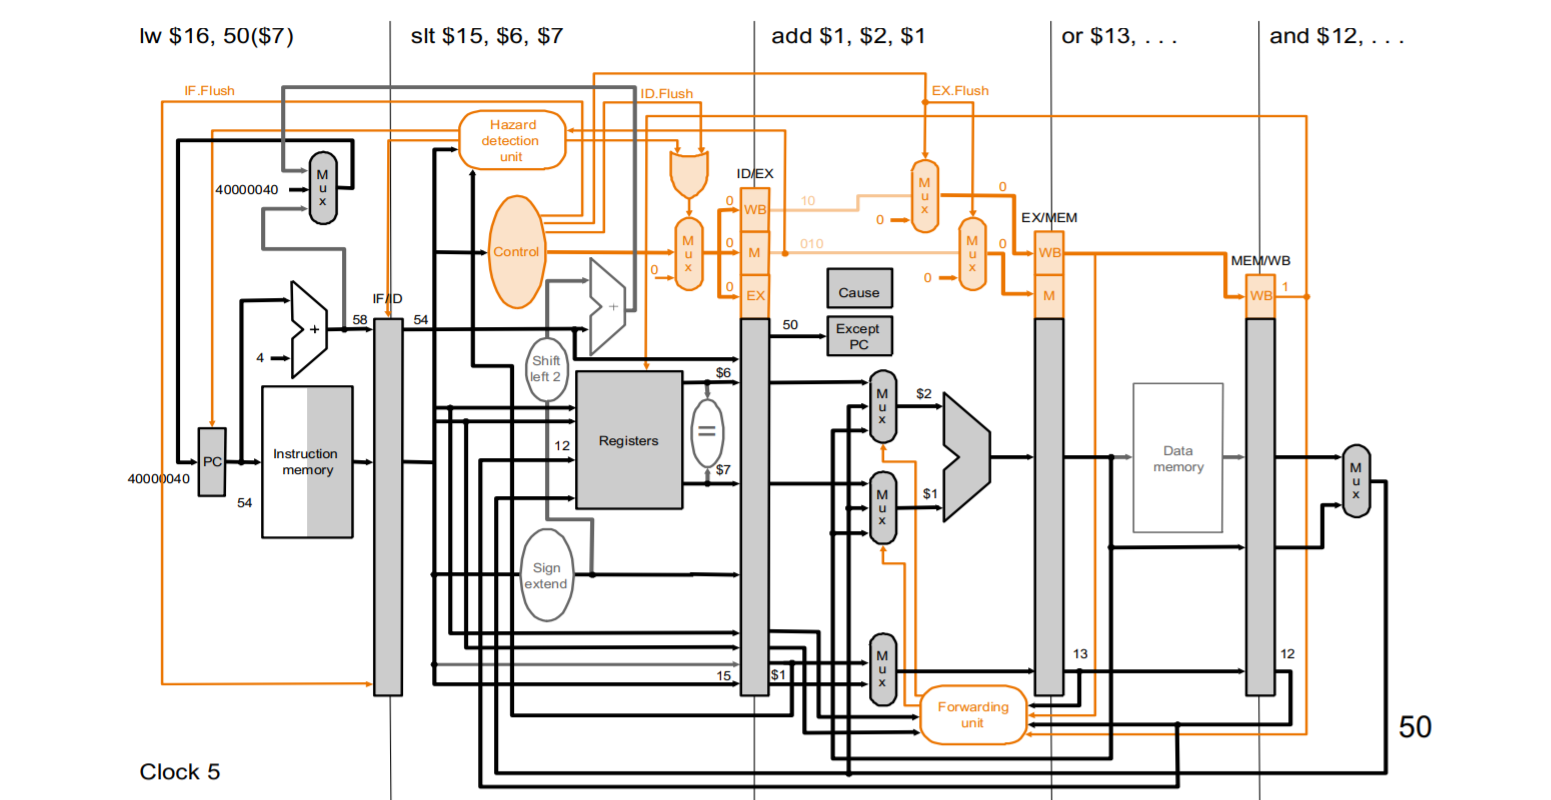 lw $16, 50($7)
slt $15, $6, $7
add $1, $2, $1
or $13, . . .
and $12, . . .
IF.Flush
ID.Flush
EX.Flush
Hazard
detection
unit
M
u
x
40000040
ID/EX
M
u
x
0
WB
10
0
0
EX/MEM
Control
M
u
x
0
0
M
010
M
u
x
0
0
WB
MEM/WB
0
EX
Cause
M
WB
1
IF/ID
+
+
4
58
54
50
Except
PC
Shift
left 2
$6
M
u
x
$2
PC
40000040
54
Instruction
memory
12
Registers
=
$7
M
u
x
$1
Data
memory
M
u
x
Sign
extend
15
$1
M
u
x
13
12
Forwarding
unit
50
Clock 5